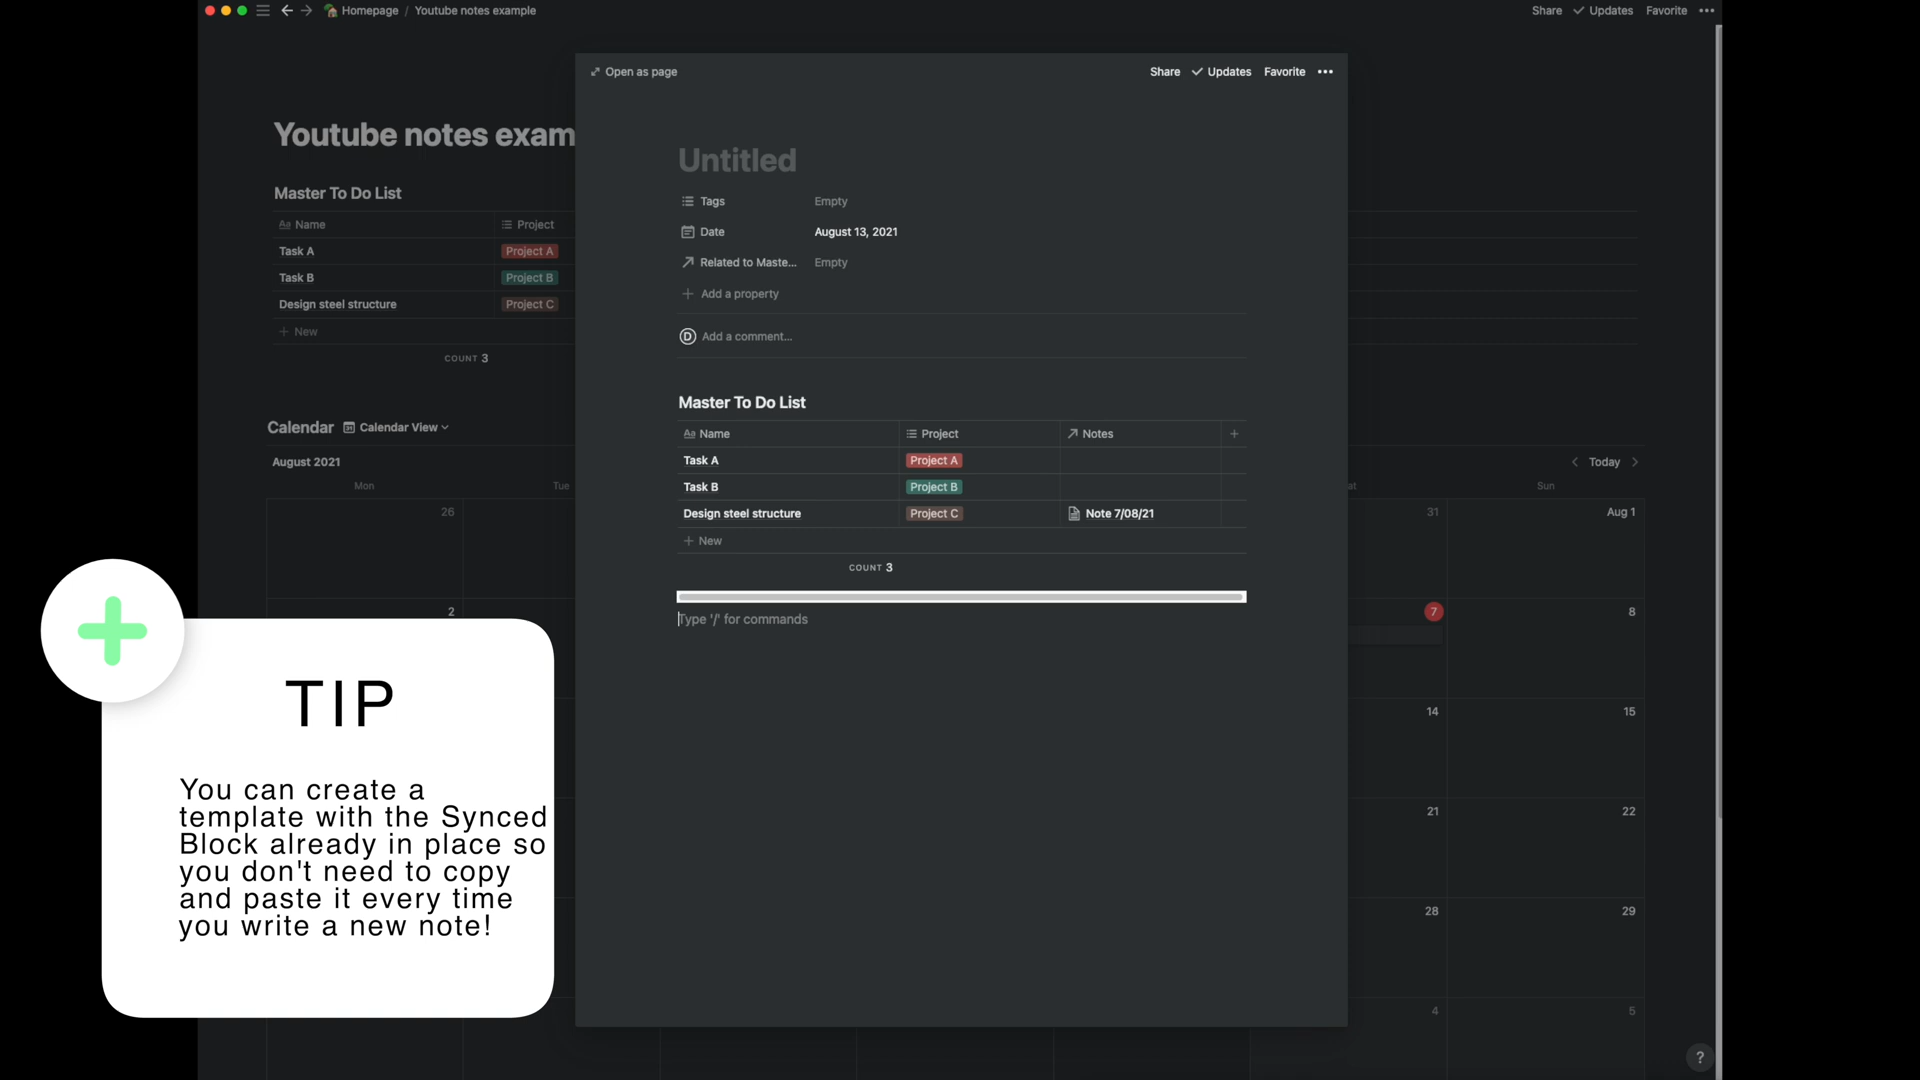 Homepage / Youtube notes example
Share Updates Favorite
Open as page
Share Updates Favorite
Youtube notes exam
Untitled
Master To Do List
Tags Empty
Aa Name Project
Date August 13, 2021
Task A Project A
Related to Maste... Empty
Task B Project B
Add a property
Design steel structure Project C
+ New
D Add a comment...
COUNT 3
Master To Do List
Calendar Calendar View
Aa Name Project Notes
August 2021
Today
Task A Project A
Mon Tue at Sun
Task B Project B
26 31 Aug 1
Design steel structure Project C Note 7/08/21
+ New
COUNT 3
2 7 8
Type '/' for commands
TIP
14 15
You can create a
template with the Synced
Block already in place so
you don't need to copy
and paste it every time
you write a new note!
21 22
28 29
4 5
?